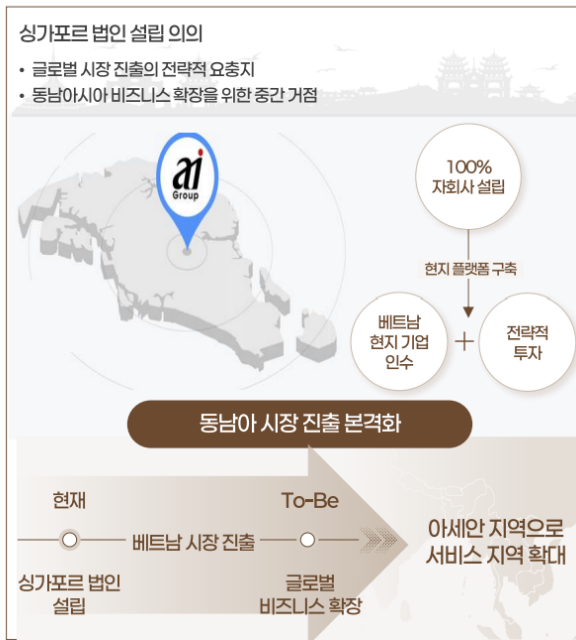 싱가포르 법인 설립 의의
• 글로벌 시장 진출의 전략적 요충지
• 동남아시아 비즈니스 확장을 위한 중간 거점
ai
Group
100%
자회사 설립
현지 플랫폼 구축
베트남
현지 기업
인수
+
전략적
투자
동남아 시장 진출 본격화
현재
To-Be
베트남 시장 진출
싱가포르 법인
설립
글로벌
비즈니스 확장
아세안 지역으로
서비스 지역 확대